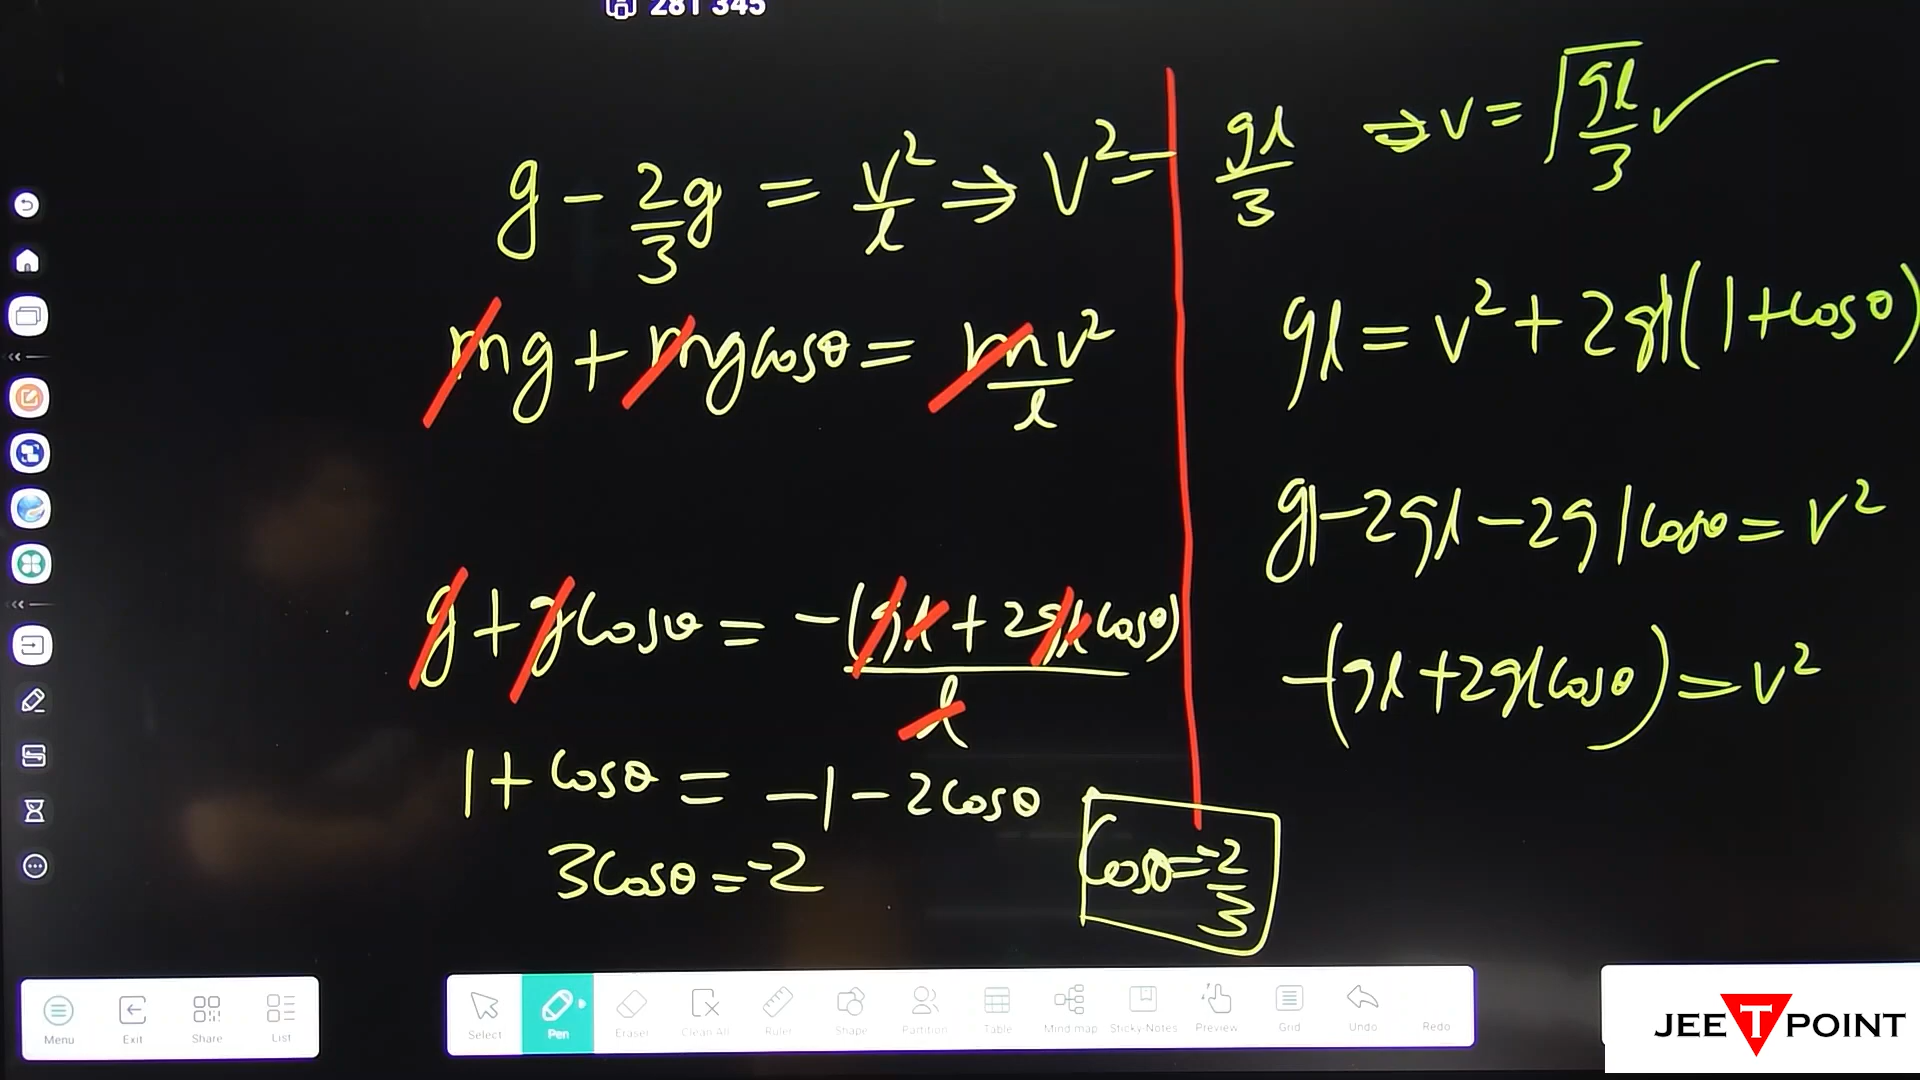 281 345
g - 2/3 g = v²/l ⇒ v² = gl/3 ⇒ v = √(gl/3) ✓
mg + mg cosθ = mv²/l
gl = v² + 2gl(1+cosθ)
gl - 2gl - 2gl cosθ = v²
g + g cosθ = -(gl + 2gl cosθ)/l
-(gl + 2gl cosθ) = v²
1 + cosθ = -1 - 2cosθ
3cosθ = -2
cosθ = -2/3
Menu Exit Share List
Select Pen Eraser Clean All Ruler Shape Partition Table Mind map Sticky Notes Preview Grid Undo Redo
JEE T POINT